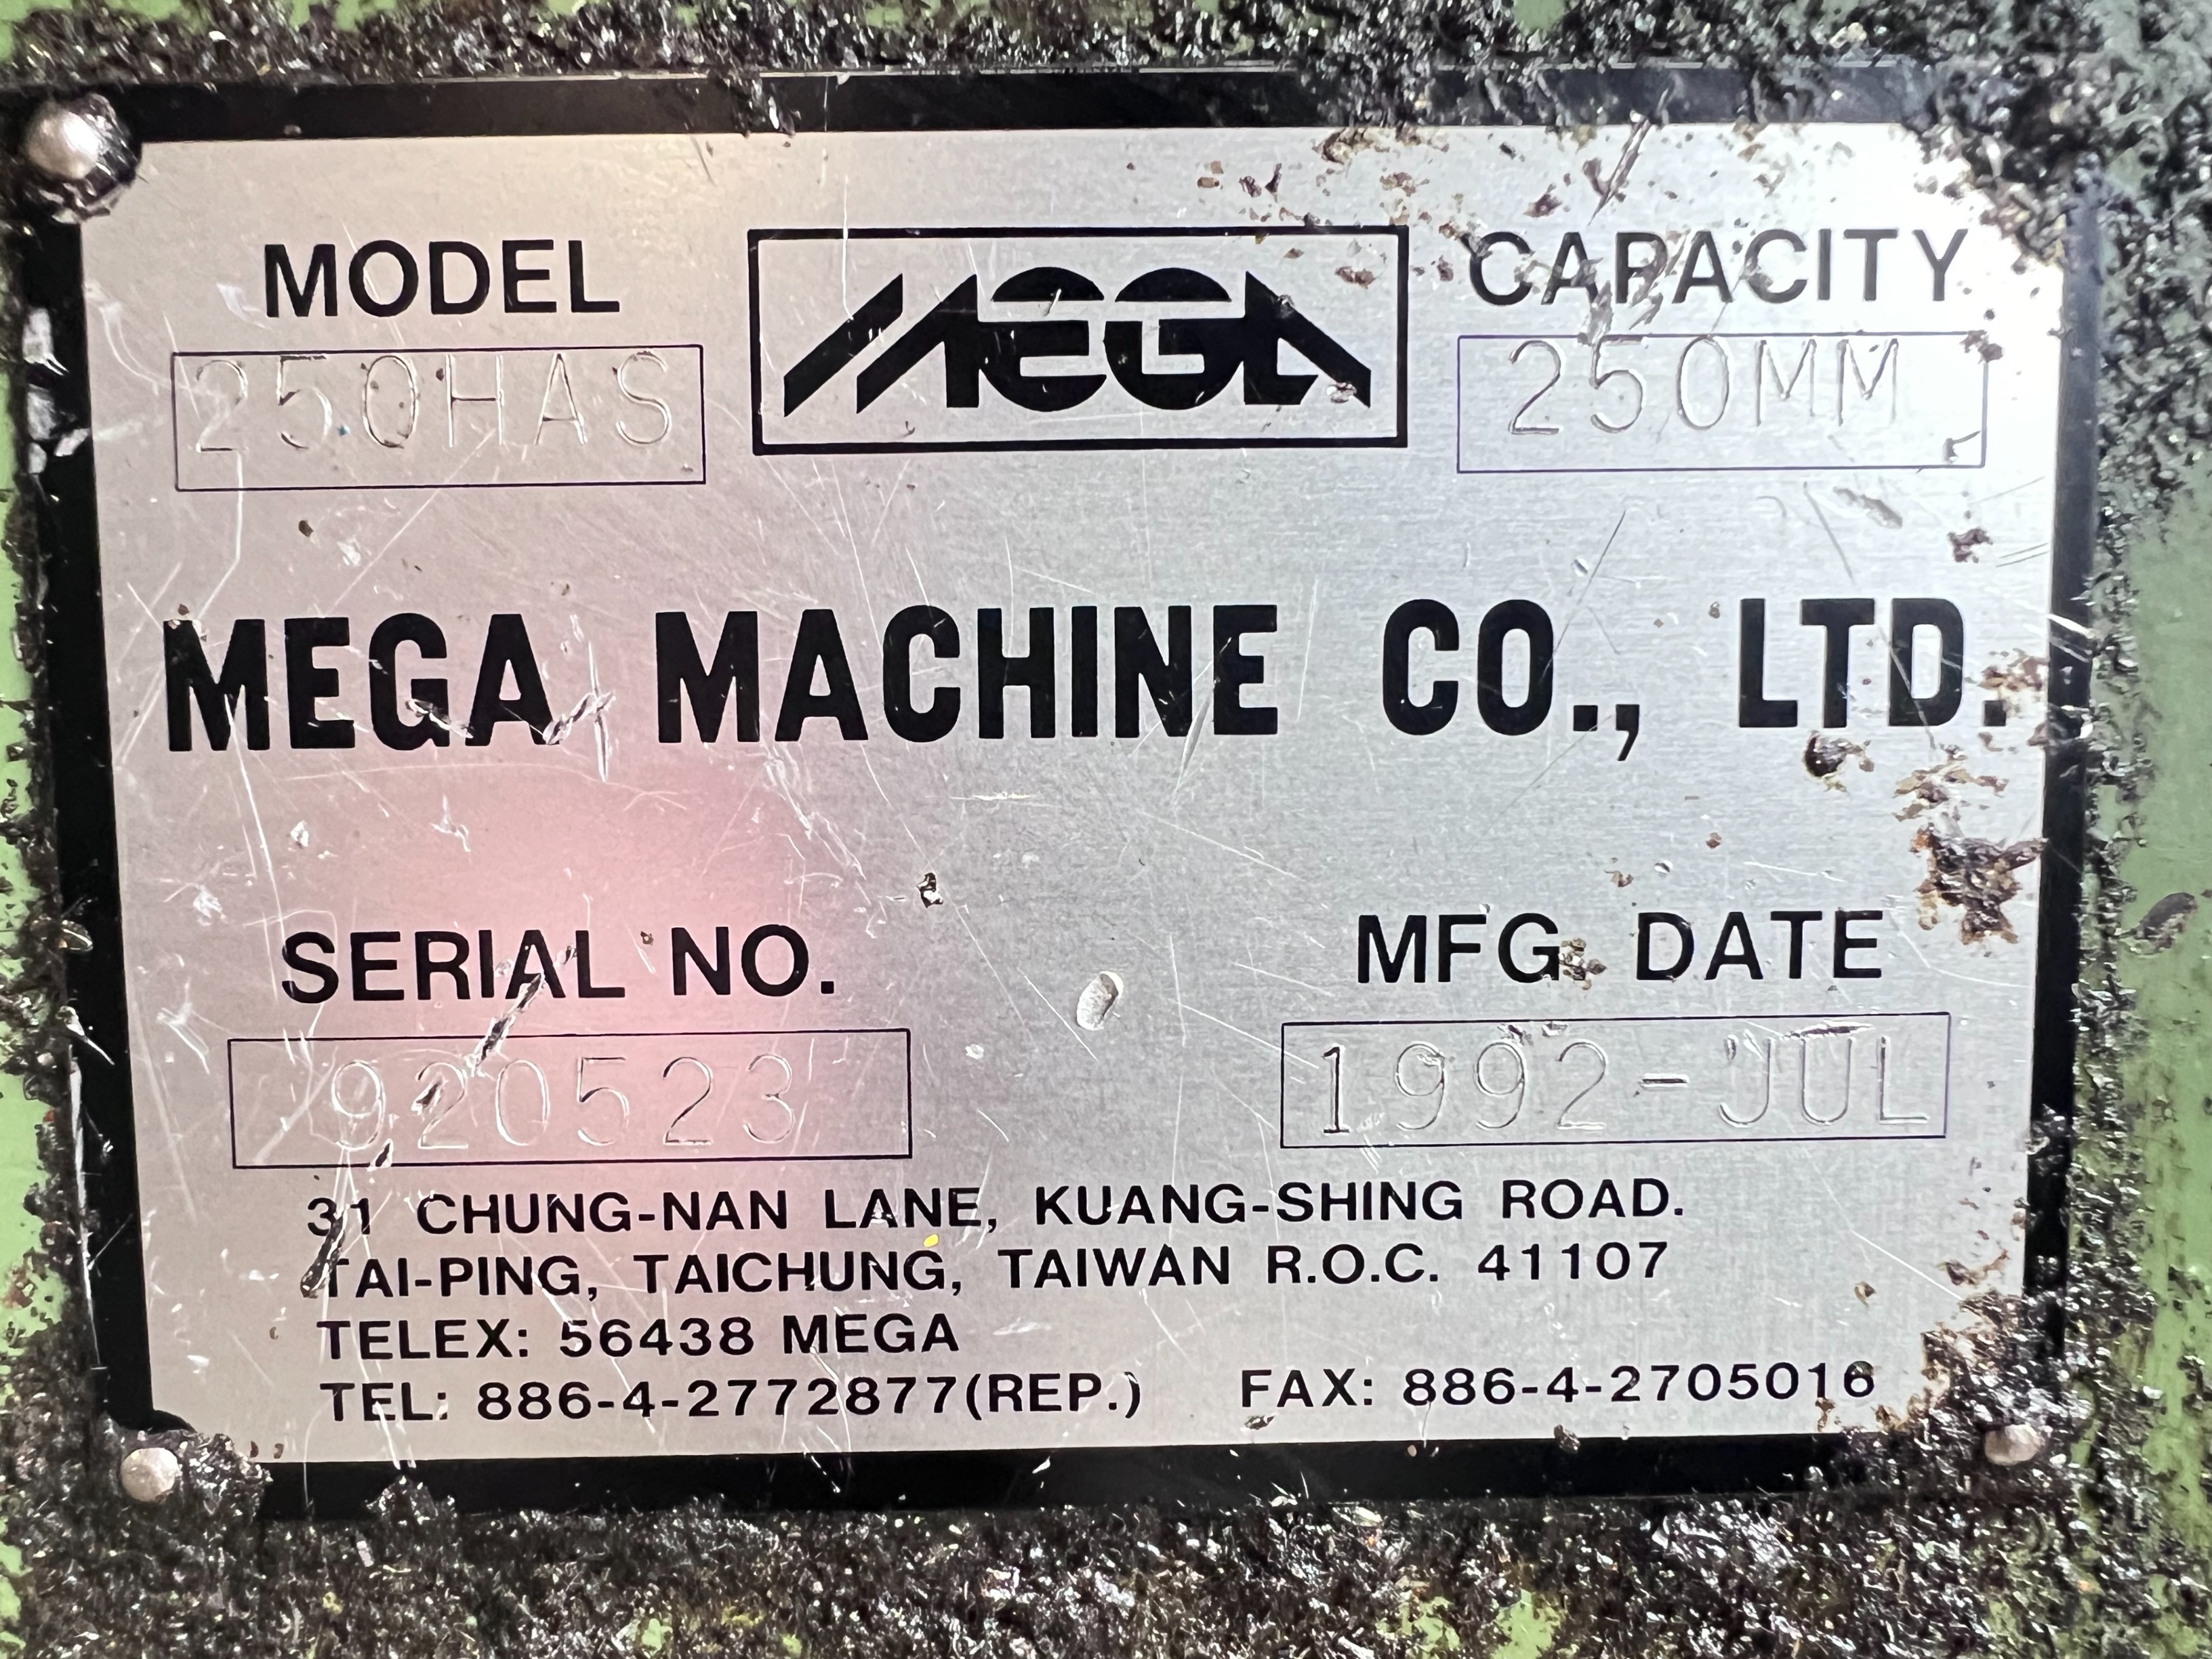 MODEL MEGA CAPACITY
250HAS 250MM
MEGA MACHINE CO., LTD.
SERIAL NO. MFG. DATE
920523 1992-JUL
31 CHUNG-NAN LANE, KUANG-SHING ROAD.
TAI-PING, TAICHUNG, TAIWAN R.O.C. 41107
TELEX: 56438 MEGA
TEL: 886-4-2772877(REP.) FAX: 886-4-2705016